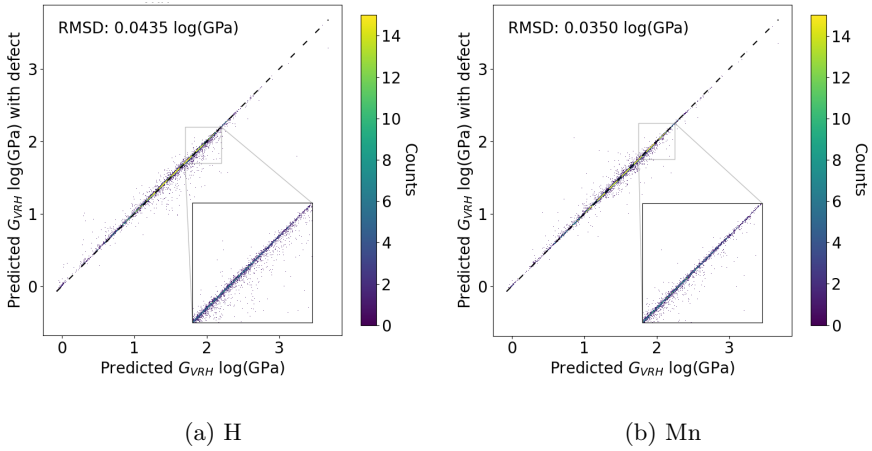 RMSD: 0.0435 log(GPa)
Predicted G_VRH log(GPa) with defect
3
2
1
0
0 1 2 3
Predicted G_VRH log(GPa)
14
12
10
8
6
4
2
0
Counts
(a) H
RMSD: 0.0350 log(GPa)
Predicted G_VRH log(GPa) with defect
3
2
1
0
0 1 2 3
Predicted G_VRH log(GPa)
14
12
10
8
6
4
2
0
Counts
(b) Mn